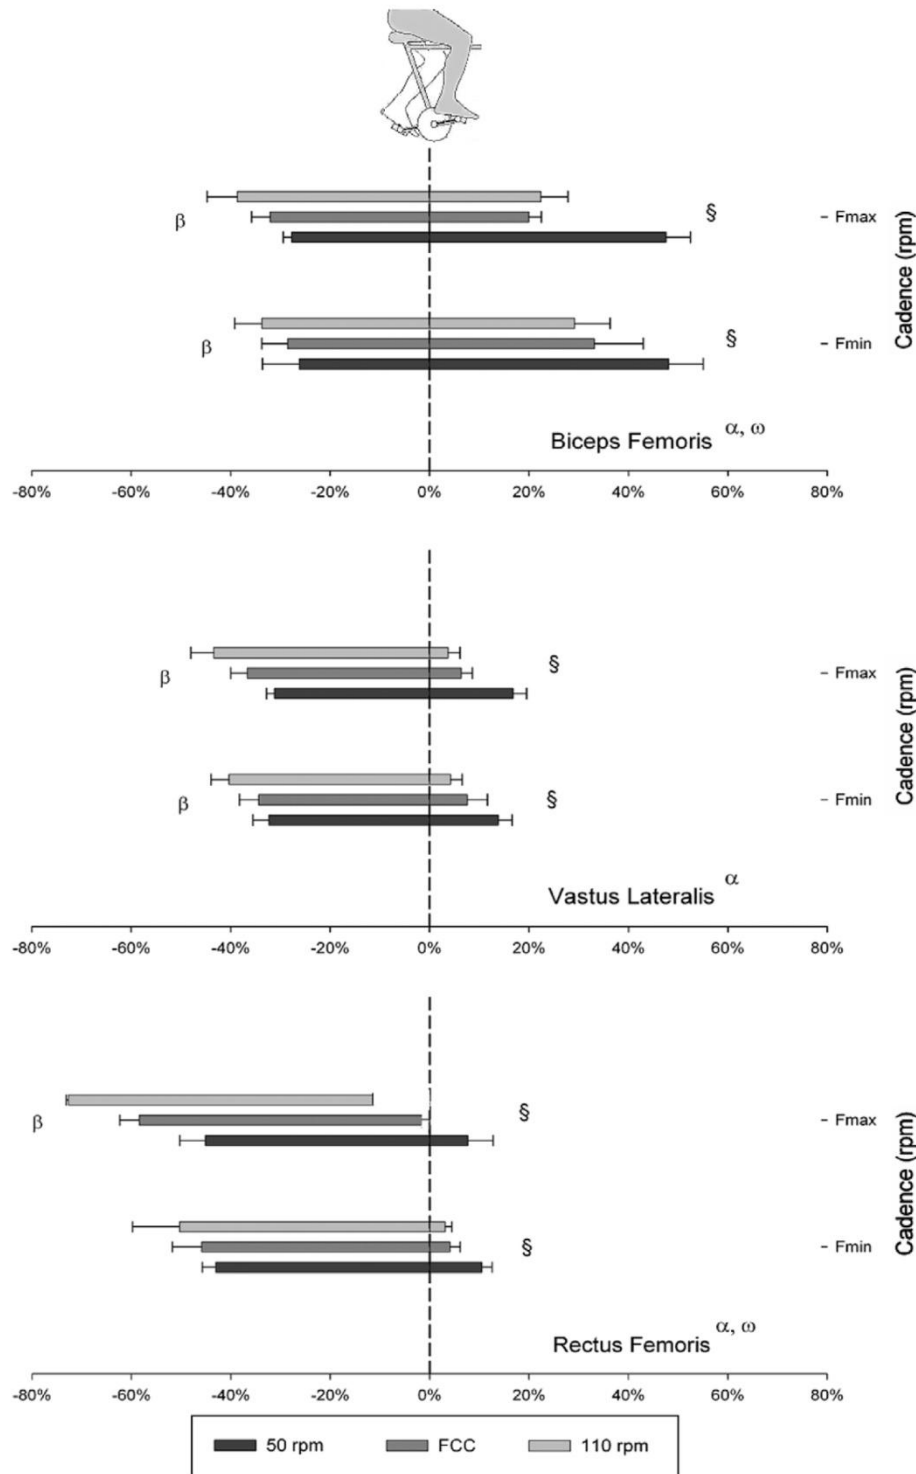 β
§
Fmax
β
§
Fmin
Cadence (rpm)
Biceps Femoris α, ω
-80% -60% -40% -20% 0% 20% 40% 60% 80%
β
§
Fmax
β
§
Fmin
Cadence (rpm)
Vastus Lateralis α
-80% -60% -40% -20% 0% 20% 40% 60% 80%
β
§
Fmax
§
Fmin
Cadence (rpm)
Rectus Femoris α, ω
-80% -60% -40% -20% 0% 20% 40% 60% 80%
50 rpm FCC 110 rpm